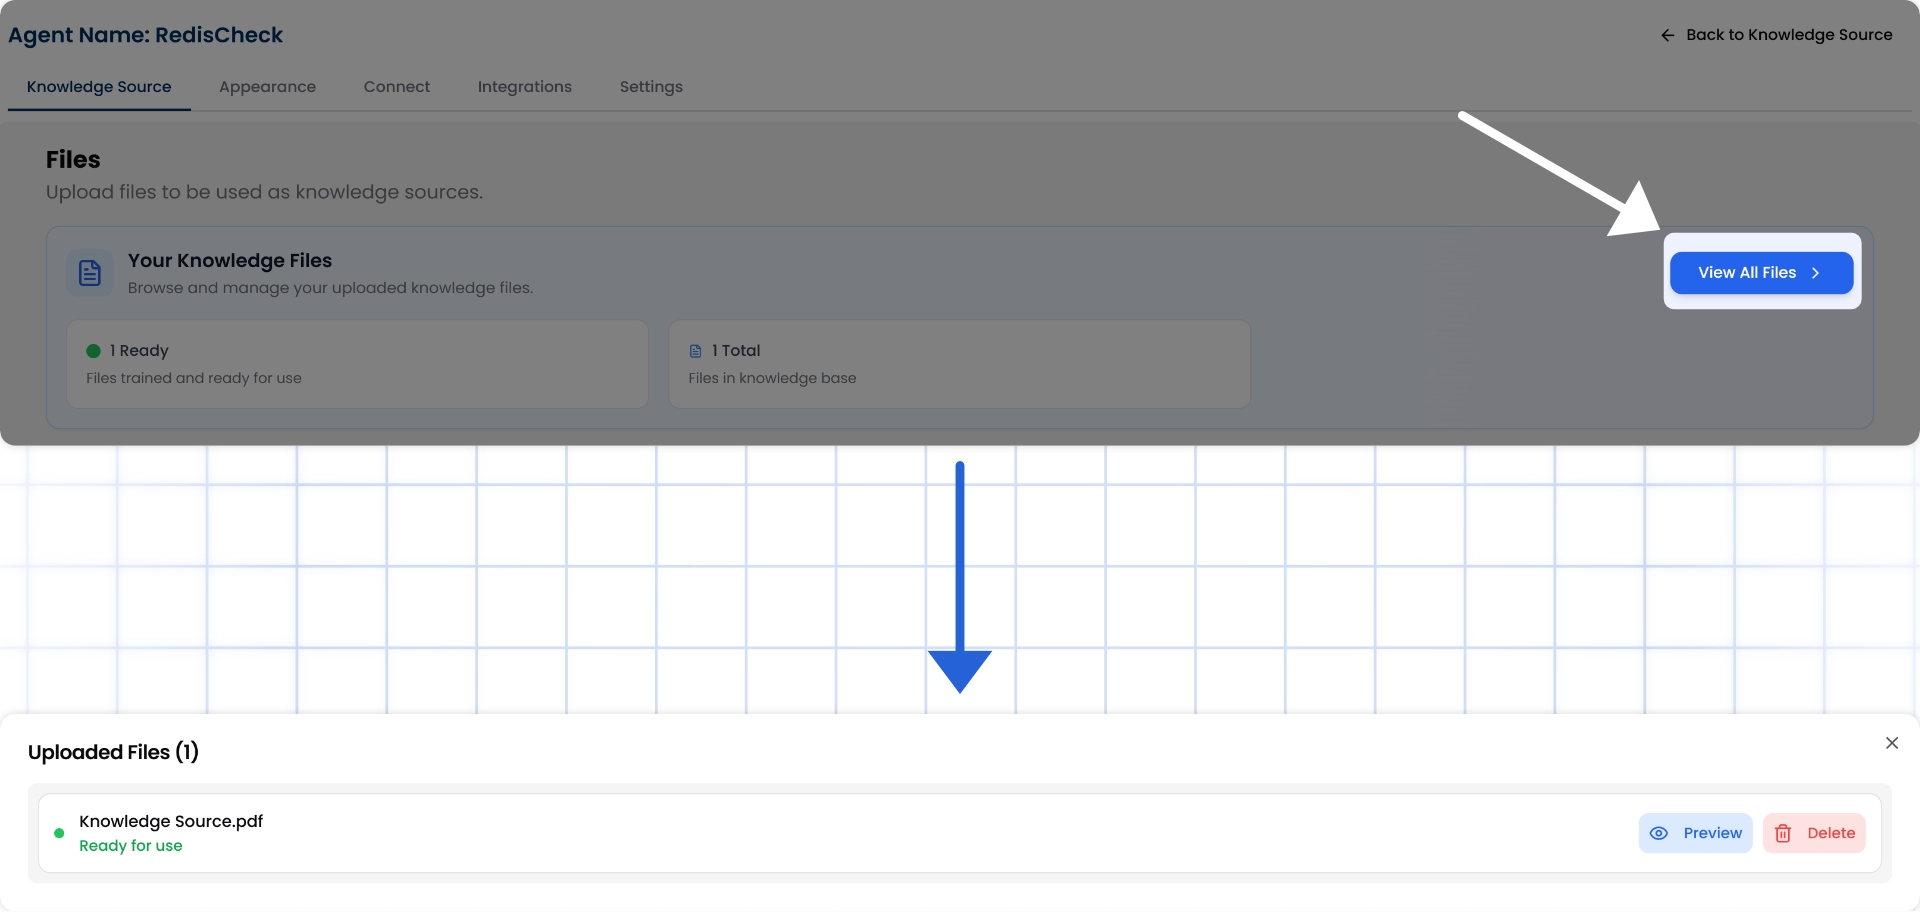 Agent Name: RedisCheck
Back to Knowledge Source
Knowledge Source
Appearance
Connect
Integrations
Settings
Files
Upload files to be used as knowledge sources.
Your Knowledge Files
Browse and manage your uploaded knowledge files.
View All Files
1 Ready
Files trained and ready for use
1 Total
Files in knowledge base
Uploaded Files (1)
Knowledge Source.pdf
Ready for use
Preview
Delete